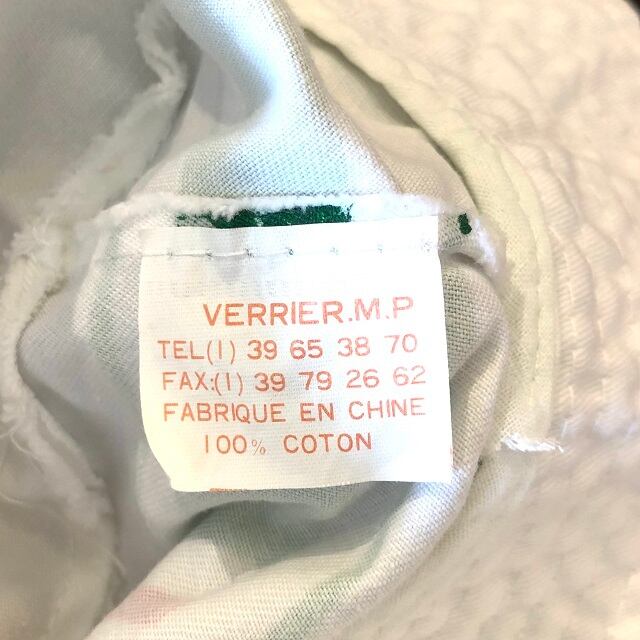 VERRIER.M.P
TEL(1) 39 65 38 70
FAX:(1) 39 79 26 62
FABRIQUE EN CHINE
100% COTON